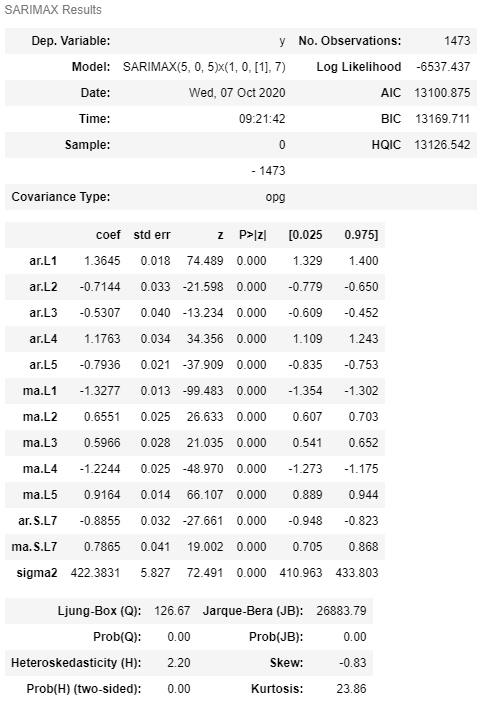 SARIMAX Results
Dep. Variable: y No. Observations: 1473
Model: SARIMAX(5, 0, 5)x(1, 0, [1], 7) Log Likelihood -6537.437
Date: Wed, 07 Oct 2020 AIC 13100.875
Time: 09:21:42 BIC 13169.711
Sample: 0 HQIC 13126.542
- 1473
Covariance Type: opg
coef std err z P>|z| [0.025 0.975]
ar.L1 1.3645 0.018 74.489 0.000 1.329 1.400
ar.L2 -0.7144 0.033 -21.598 0.000 -0.779 -0.650
ar.L3 -0.5307 0.040 -13.234 0.000 -0.609 -0.452
ar.L4 1.1763 0.034 34.356 0.000 1.109 1.243
ar.L5 -0.7936 0.021 -37.909 0.000 -0.835 -0.753
ma.L1 -1.3277 0.013 -99.483 0.000 -1.354 -1.302
ma.L2 0.6551 0.025 26.633 0.000 0.607 0.703
ma.L3 0.5966 0.028 21.035 0.000 0.541 0.652
ma.L4 -1.2244 0.025 -48.970 0.000 -1.273 -1.175
ma.L5 0.9164 0.014 66.107 0.000 0.889 0.944
ar.S.L7 -0.8855 0.032 -27.661 0.000 -0.948 -0.823
ma.S.L7 0.7865 0.041 19.002 0.000 0.705 0.868
sigma2 422.3831 5.827 72.491 0.000 410.963 433.803
Ljung-Box (Q): 126.67 Jarque-Bera (JB): 26883.79
Prob(Q): 0.00 Prob(JB): 0.00
Heteroskedasticity (H): 2.20 Skew: -0.83
Prob(H) (two-sided): 0.00 Kurtosis: 23.86